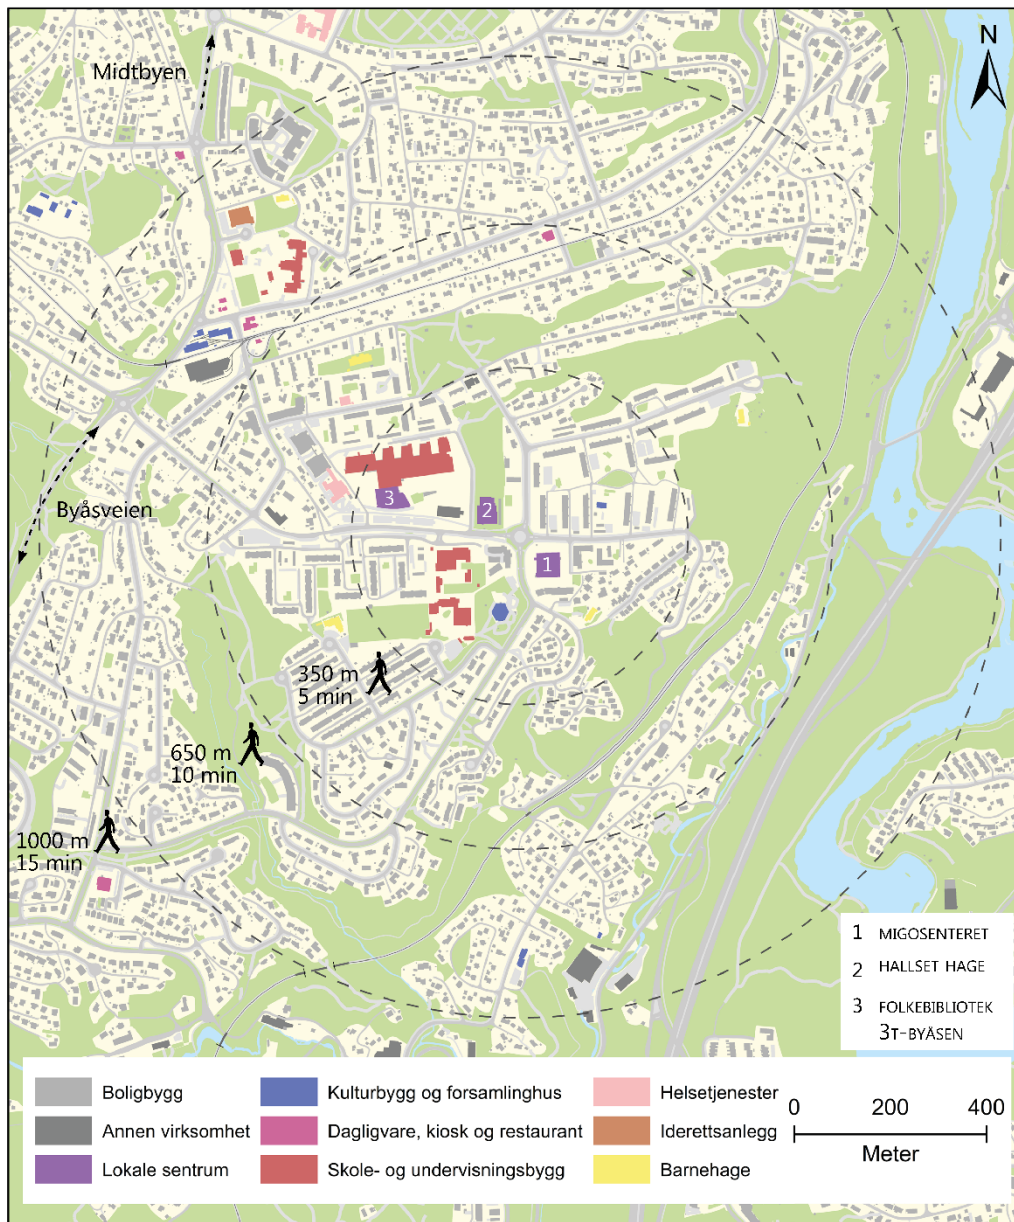 N
Midtbyen
Byåsveien
3
2
1
350 m
5 min
650 m
10 min
1000 m
15 min
1 MIGOSENTERET
2 HALLSET HAGE
3 FOLKEBIBLIOTEK
3T-BYÅSEN
Boligbygg
Annen virksomhet
Lokale sentrum
Kulturbygg og forsamlinghus
Dagligvare, kiosk og restaurant
Skole- og undervisningsbygg
Helsetjenester
Iderettsanlegg
Barnehage
0 200 400
Meter